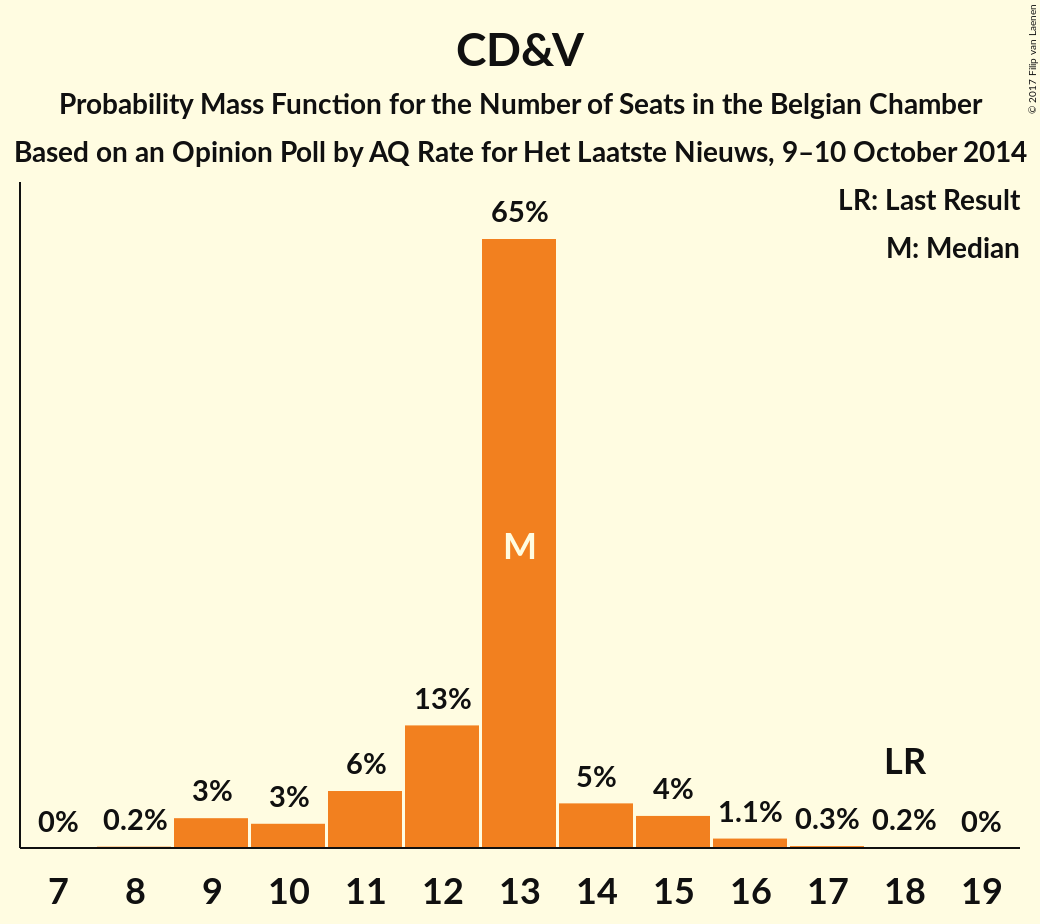 CD&V
Probability Mass Function for the Number of Seats in the Belgian Chamber
Based on an Opinion Poll by AQ Rate for Het Laatste Nieuws, 9–10 October 2014
© 2017 Filip van Laenen
LR: Last Result
M: Median
65%
M
13%
6%
5%
4%
3%
3%
1.1%
0.3%
0.2%
0.2%
0%
0%
LR
7 8 9 10 11 12 13 14 15 16 17 18 19